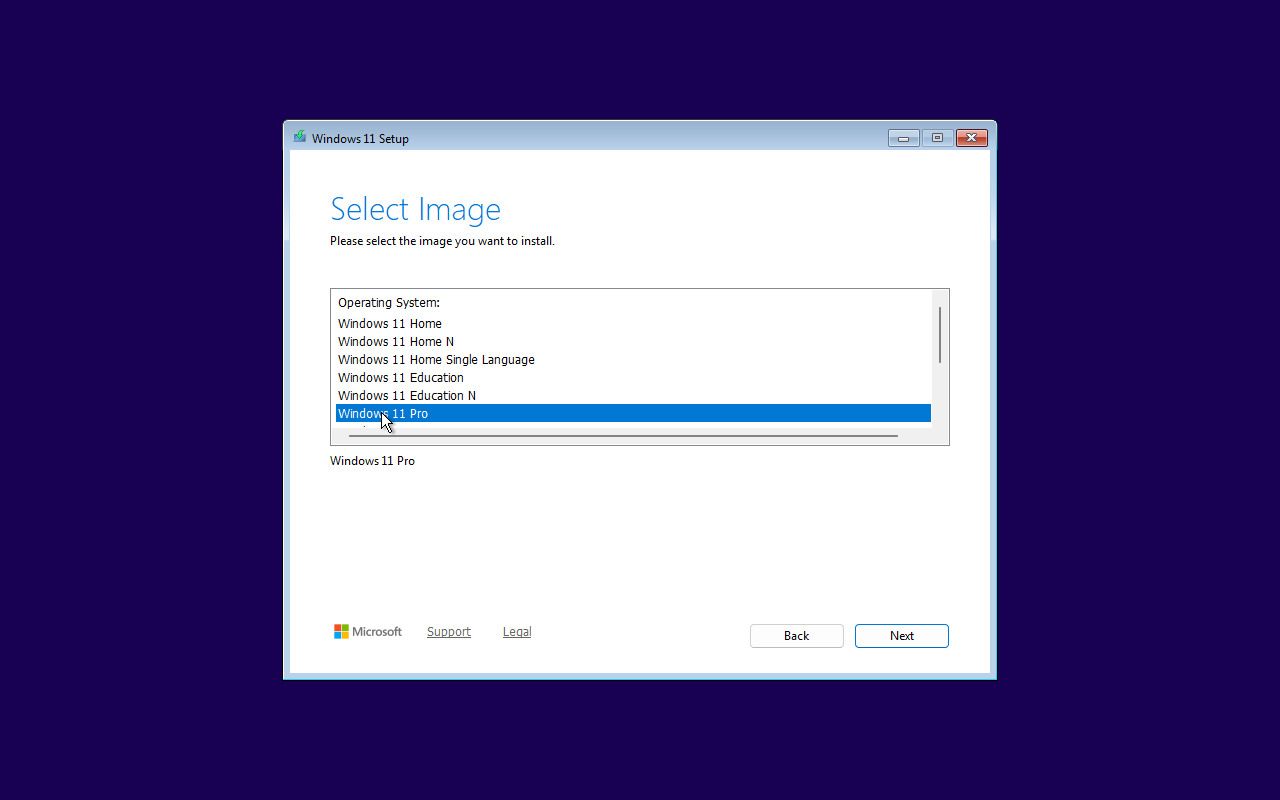 Windows 11 Setup
Select Image
Please select the image you want to install.
Operating System:
Windows 11 Home
Windows 11 Home N
Windows 11 Home Single Language
Windows 11 Education
Windows 11 Education N
Windows 11 Pro
Windows 11 Pro
Microsoft Support Legal Back Next